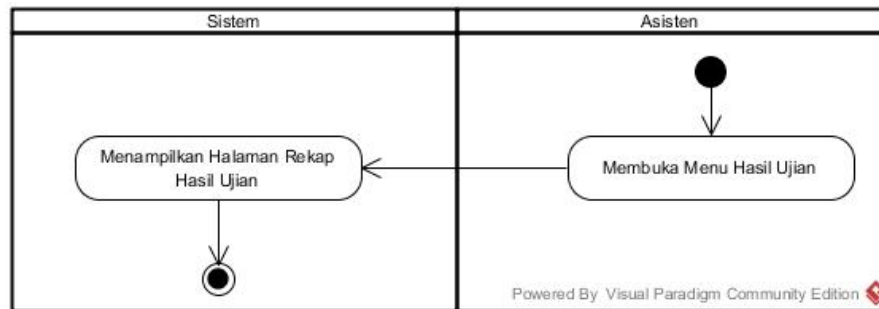 Sistem
Asisten
Menampilkan Halaman Rekap
Hasil Ujian
Membuka Menu Hasil Ujian
Powered By Visual Paradigm Community Edition